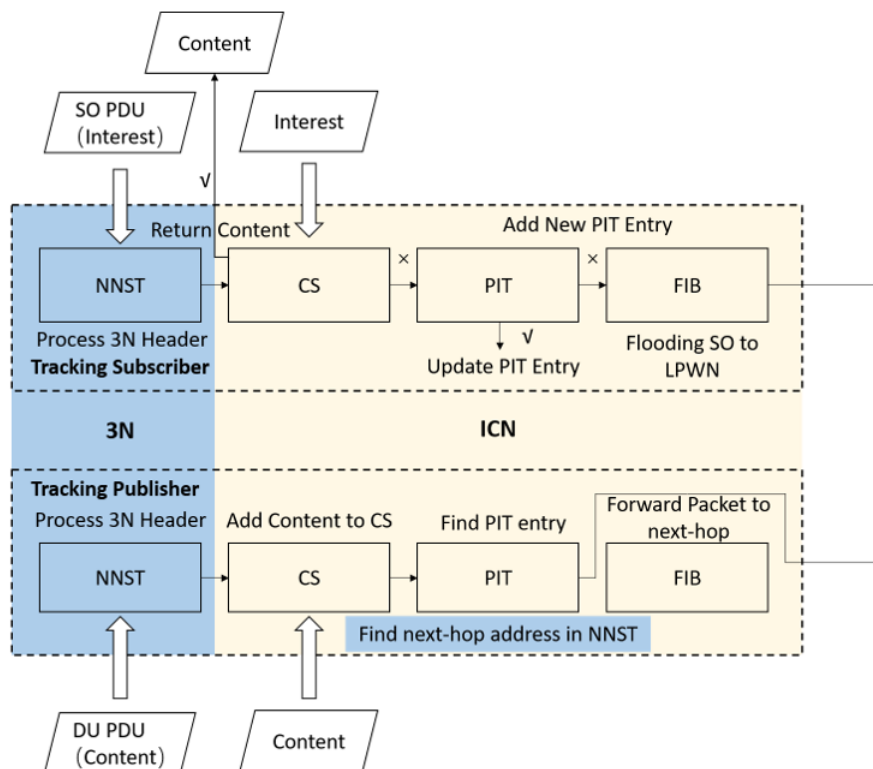 Content
SO PDU
（Interest）
Interest
√
Return Content
Add New PIT Entry
NNST
CS
×
PIT
×
FIB
Process 3N Header
Tracking Subscriber
√
Update PIT Entry
Flooding SO to
LPWN
3N
ICN
Tracking Publisher
Process 3N Header
Add Content to CS
Find PIT entry
Forward Packet to
next-hop
NNST
CS
PIT
FIB
Find next-hop address in NNST
DU PDU
（Content）
Content